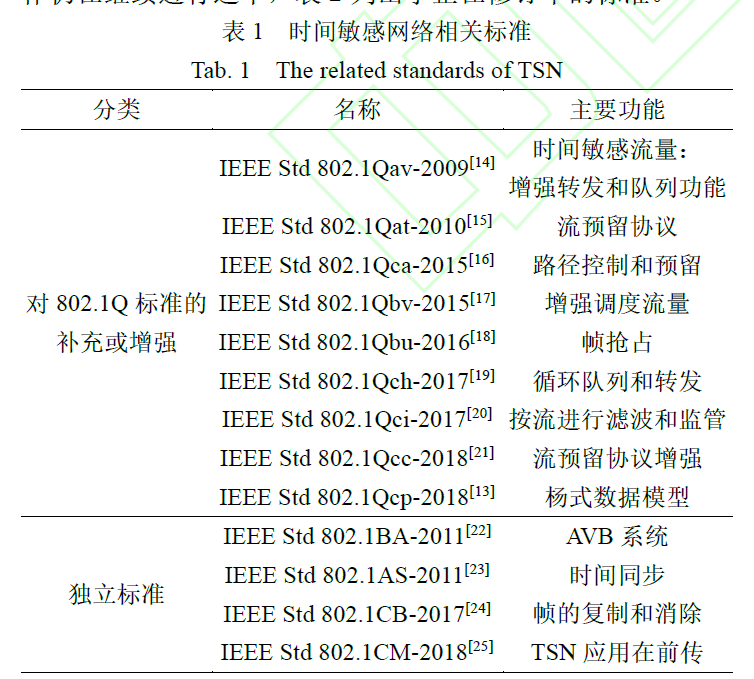 表 1 时间敏感网络相关标准
Tab. 1 The related standards of TSN
分类 名称 主要功能
IEEE Std 802.1Qav-2009[14] 时间敏感流量:
增强转发和队列功能
IEEE Std 802.1Qat-2010[15] 流预留协议
IEEE Std 802.1Qca-2015[16] 路径控制和预留
对 802.1Q 标准的 IEEE Std 802.1Qbv-2015[17] 增强调度流量
补充或增强 IEEE Std 802.1Qbu-2016[18] 帧抢占
IEEE Std 802.1Qch-2017[19] 循环队列和转发
IEEE Std 802.1Qci-2017[20] 按流进行滤波和监管
IEEE Std 802.1Qcc-2018[21] 流预留协议增强
IEEE Std 802.1Qcp-2018[13] 杨式数据模型
IEEE Std 802.1BA-2011[22] AVB 系统
独立标准 IEEE Std 802.1AS-2011[23] 时间同步
IEEE Std 802.1CB-2017[24] 帧的复制和消除
IEEE Std 802.1CM-2018[25] TSN 应用在前传